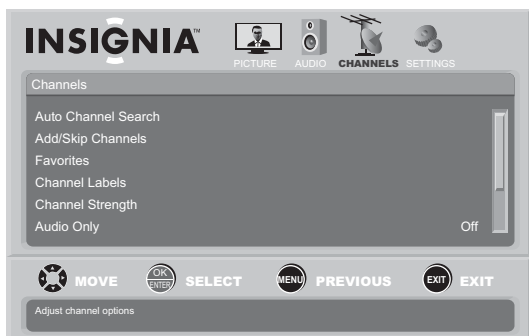 INSIGNIA™
PICTURE AUDIO CHANNELS SETTINGS
Channels
Auto Channel Search
Add/Skip Channels
Favorites
Channel Labels
Channel Strength
Audio Only Off
MOVE OK ENTER SELECT MENU PREVIOUS EXIT EXIT
Adjust channel options